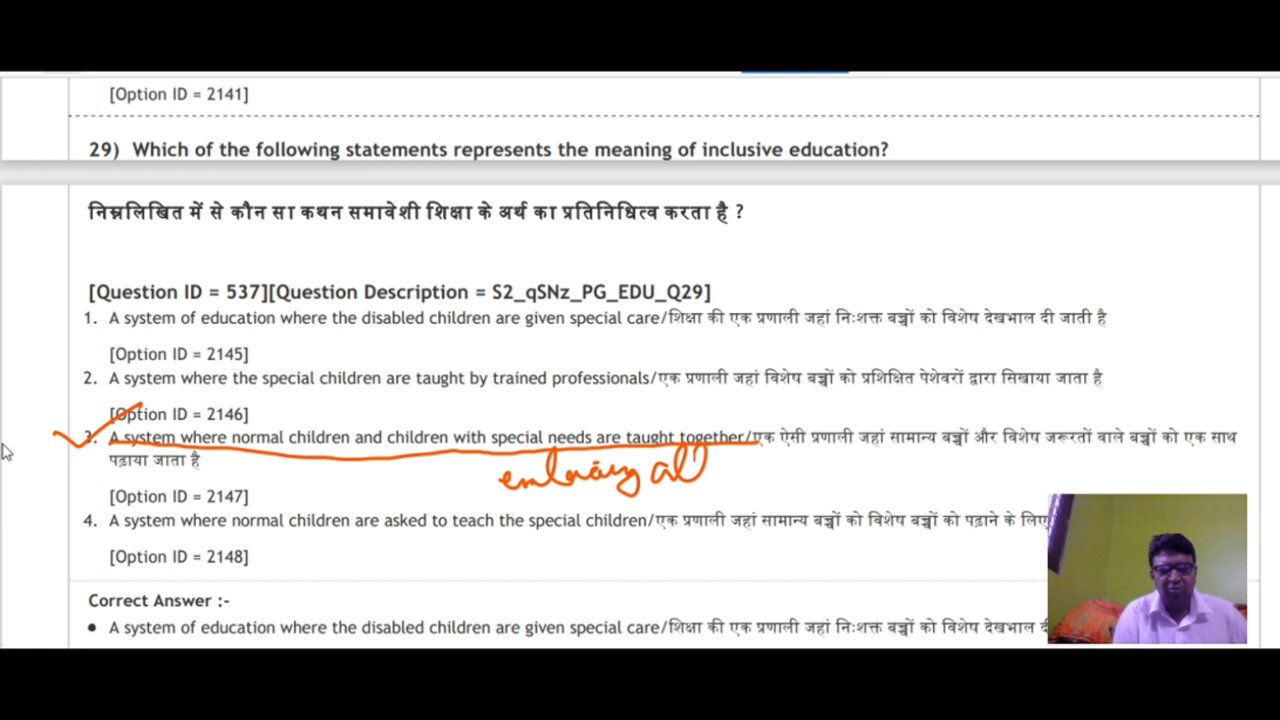 [Option ID = 2141]
29) Which of the following statements represents the meaning of inclusive education?
निम्नलिखित में से कौन सा कथन समावेशी शिक्षा के अर्थ का प्रतिनिधित्व करता है ?
[Question ID = 537][Question Description = S2_qSNz_PG_EDU_Q29]
1. A system of education where the disabled children are given special care/शिक्षा की एक प्रणाली जहां निःशक्त बच्चों को विशेष देखभाल दी जाती है
[Option ID = 2145]
2. A system where the special children are taught by trained professionals/एक प्रणाली जहां विशेष बच्चों को प्रशिक्षित पेशेवरों द्वारा सिखाया जाता है
[Option ID = 2146]
3. A system where normal children and children with special needs are taught together/एक ऐसी प्रणाली जहां सामान्य बच्चों और विशेष जरूरतों वाले बच्चों को एक साथ
पढ़ाया जाता है
embracing all
[Option ID = 2147]
4. A system where normal children are asked to teach the special children/एक प्रणाली जहां सामान्य बच्चों को विशेष बच्चों को पढ़ाने के लिए
[Option ID = 2148]
Correct Answer :-
• A system of education where the disabled children are given special care/शिक्षा की एक प्रणाली जहां निःशक्त बच्चों को विशेष देखभाल